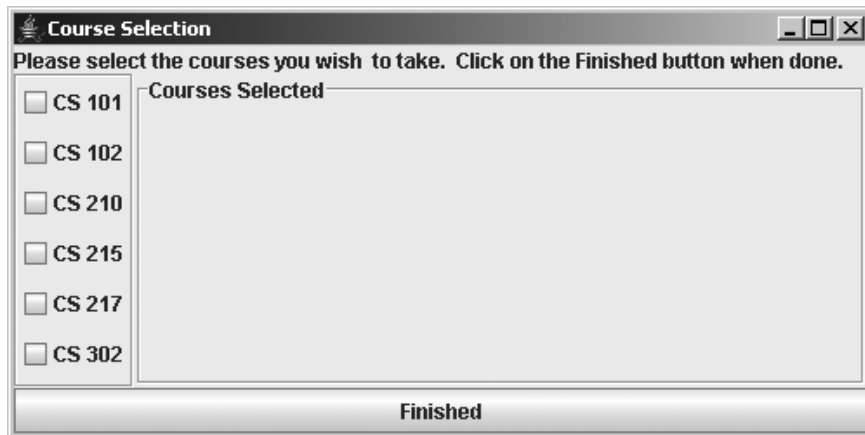 Course Selection
Please select the courses you wish to take. Click on the Finished button when done.
CS 101
Courses Selected
CS 102
CS 210
CS 215
CS 217
CS 302
Finished